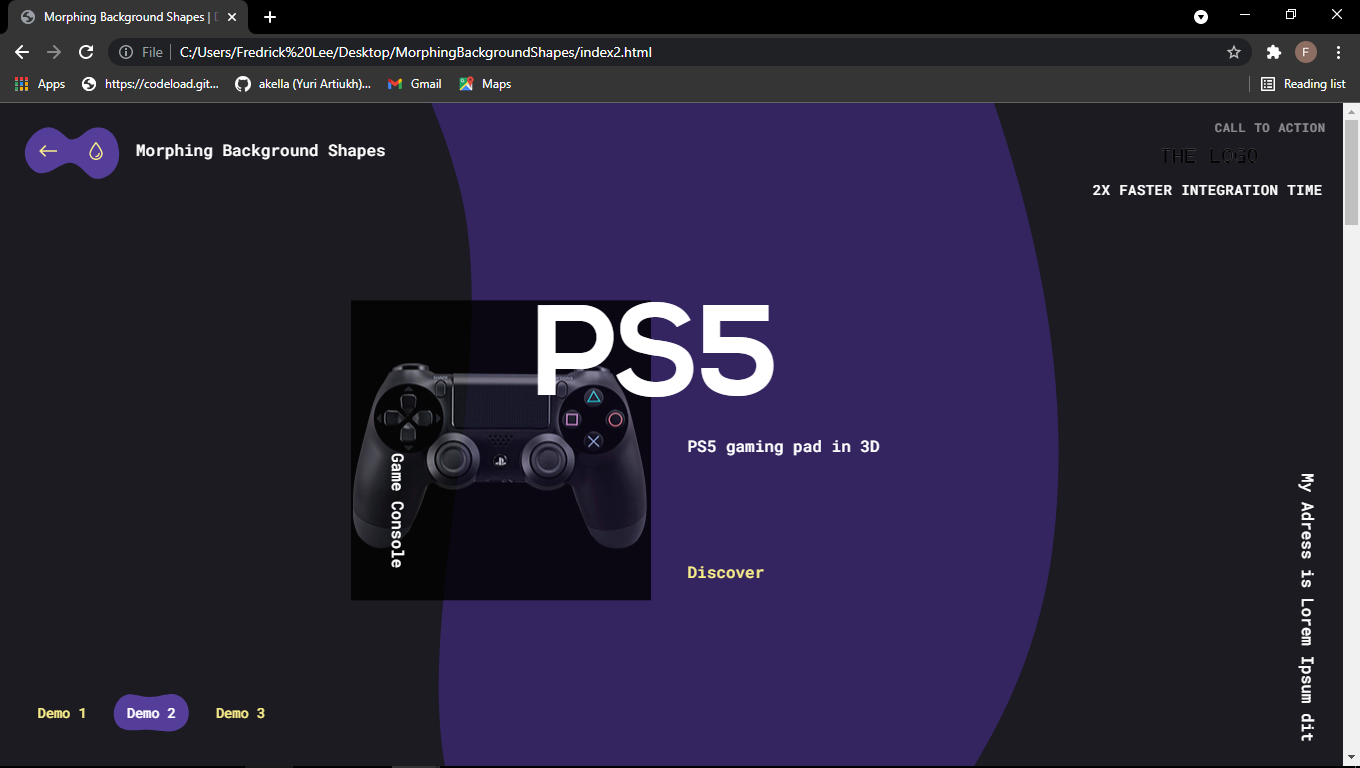 Morphing Background Shapes | D
File
C:/Users/Fredrick%20Lee/Desktop/MorphingBackgroundShapes/index2.html
F
Apps
https://codeload.git...
akella (Yuri Artiukh)...
Gmail
Maps
Reading list
Morphing Background Shapes
CALL TO ACTION
THE LOGO
2X FASTER INTEGRATION TIME
PS5
PS5 gaming pad in 3D
Game Console
Discover
My Adress is Lorem Ipsum dit
Demo 1
Demo 2
Demo 3